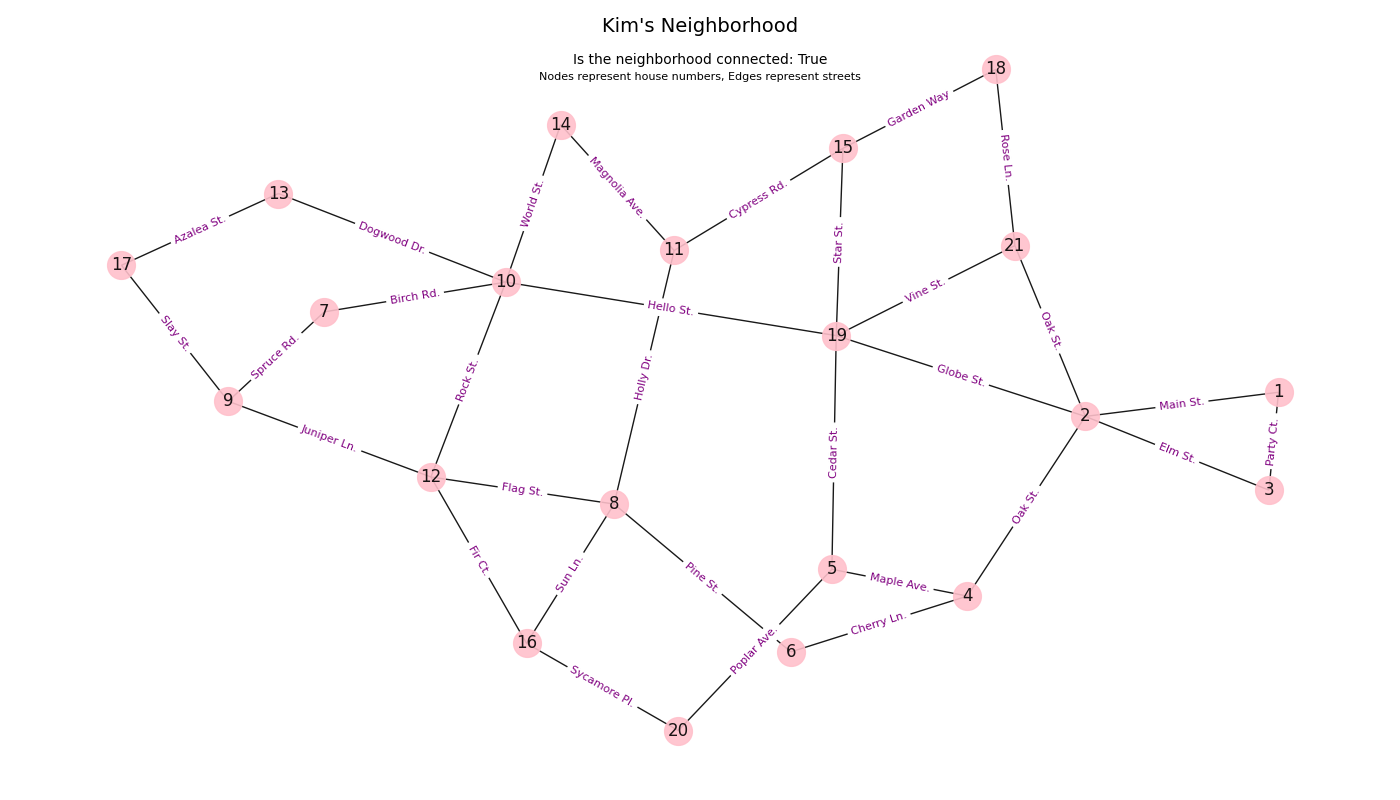 Kim's Neighborhood
Is the neighborhood connected: True
Nodes represent house numbers, Edges represent streets
18
Garden Way
14
15
Rose Ln.
Magnolia Ave.
13
World St.
Cypress Rd.
Azalea St.
Dogwood Dr.
Star St.
21
11
17
10
Vine St.
Birch Rd.
7
Hello St.
Oak St.
Slay St.
19
Spruce Rd.
Globe St.
Rock St.
Holly Dr.
1
9
Main St.
2
Juniper Ln.
Party Ct.
Cedar St.
Elm St.
12
Flag St.
3
8
Oak St.
Fir Ct.
Sun Ln.
Pine St.
5
Maple Ave.
4
Cherry Ln.
16
Poplar Ave.
6
Sycamore Pl.
20